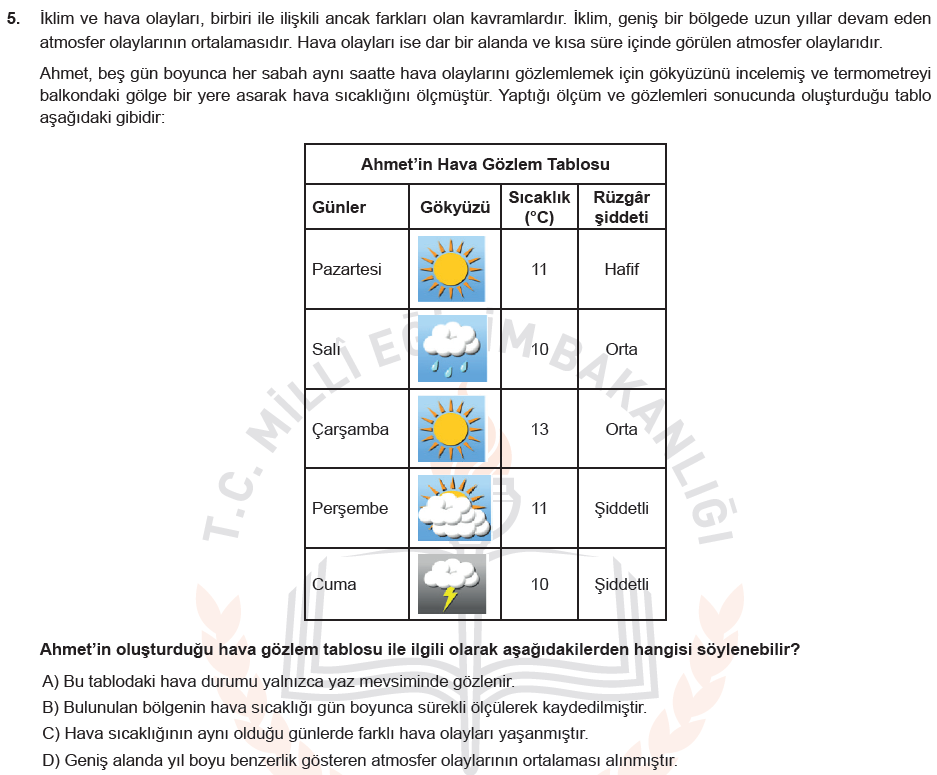 5. İklim ve hava olayları, birbiri ile ilişkili ancak farkları olan kavramlardır. İklim, geniş bir bölgede uzun yıllar devam eden
atmosfer olaylarının ortalamasıdır. Hava olayları ise dar bir alanda ve kısa süre içinde görülen atmosfer olaylarıdır.
Ahmet, beş gün boyunca her sabah aynı saatte hava olaylarını gözlemlemek için gökyüzünü incelemiş ve termometreyi
balkondaki gölge bir yere asarak hava sıcaklığını ölçmüştür. Yaptığı ölçüm ve gözlemleri sonucunda oluşturduğu tablo
aşağıdaki gibidir:
Ahmet’in Hava Gözlem Tablosu
Günler Gökyüzü Sıcaklık (°C) Rüzgâr şiddeti
Pazartesi 11 Hafif
Salı 10 Orta
Çarşamba 13 Orta
Perşembe 11 Şiddetli
Cuma 10 Şiddetli
T.C. MİLLÎ EĞİTİM BAKANLIĞI
Ahmet’in oluşturduğu hava gözlem tablosu ile ilgili olarak aşağıdakilerden hangisi söylenebilir?
A) Bu tablodaki hava durumu yalnızca yaz mevsiminde gözlenir.
B) Bulunulan bölgenin hava sıcaklığı gün boyunca sürekli ölçülerek kaydedilmiştir.
C) Hava sıcaklığının aynı olduğu günlerde farklı hava olayları yaşanmıştır.
D) Geniş alanda yıl boyu benzerlik gösteren atmosfer olaylarının ortalaması alınmıştır.